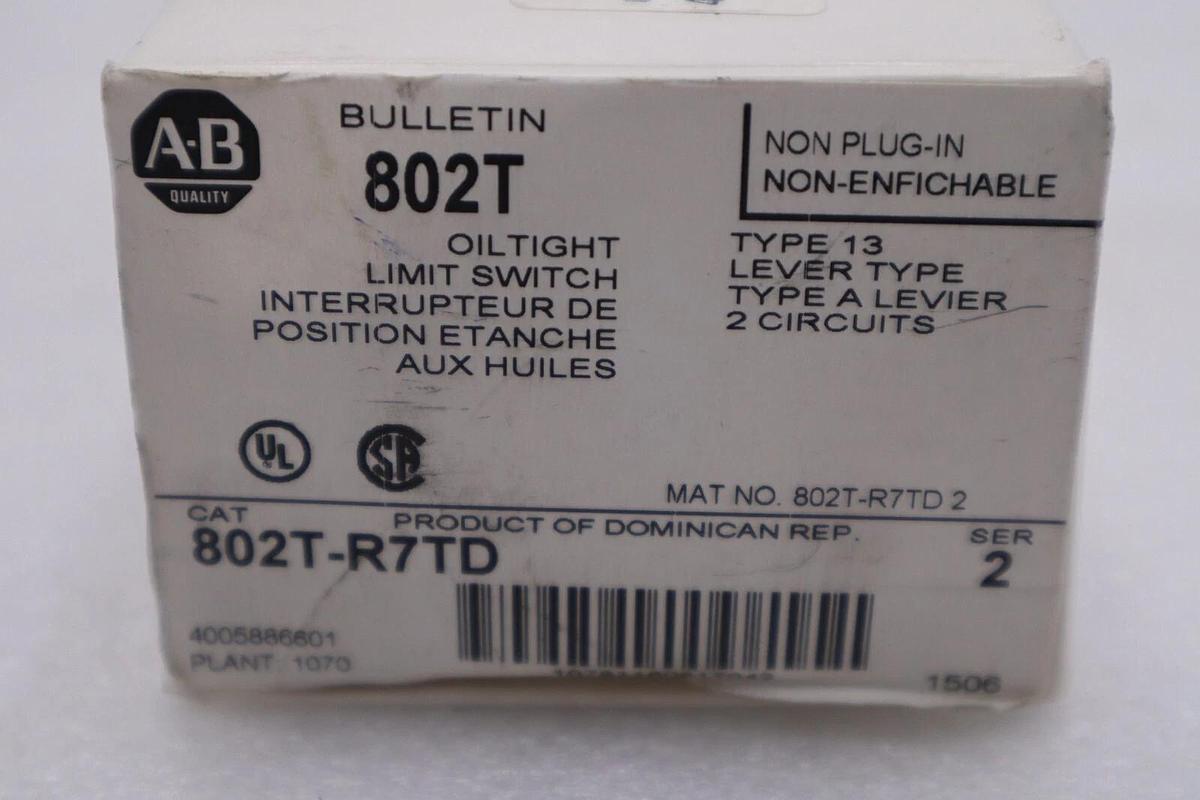 A-B
QUALITY
BULLETIN
802T
OILTIGHT
LIMIT SWITCH
INTERRUPTEUR DE
POSITION ETANCHE
AUX HUILES
NON PLUG-IN
NON-ENFICHABLE
TYPE 13
LEVER TYPE
TYPE A LEVIER
2 CIRCUITS
UL
SA
MAT NO. 802T-R7TD 2
CAT
PRODUCT OF DOMINICAN REP.
SER
802T-R7TD
2
4005886601
PLANT: 1070
1506